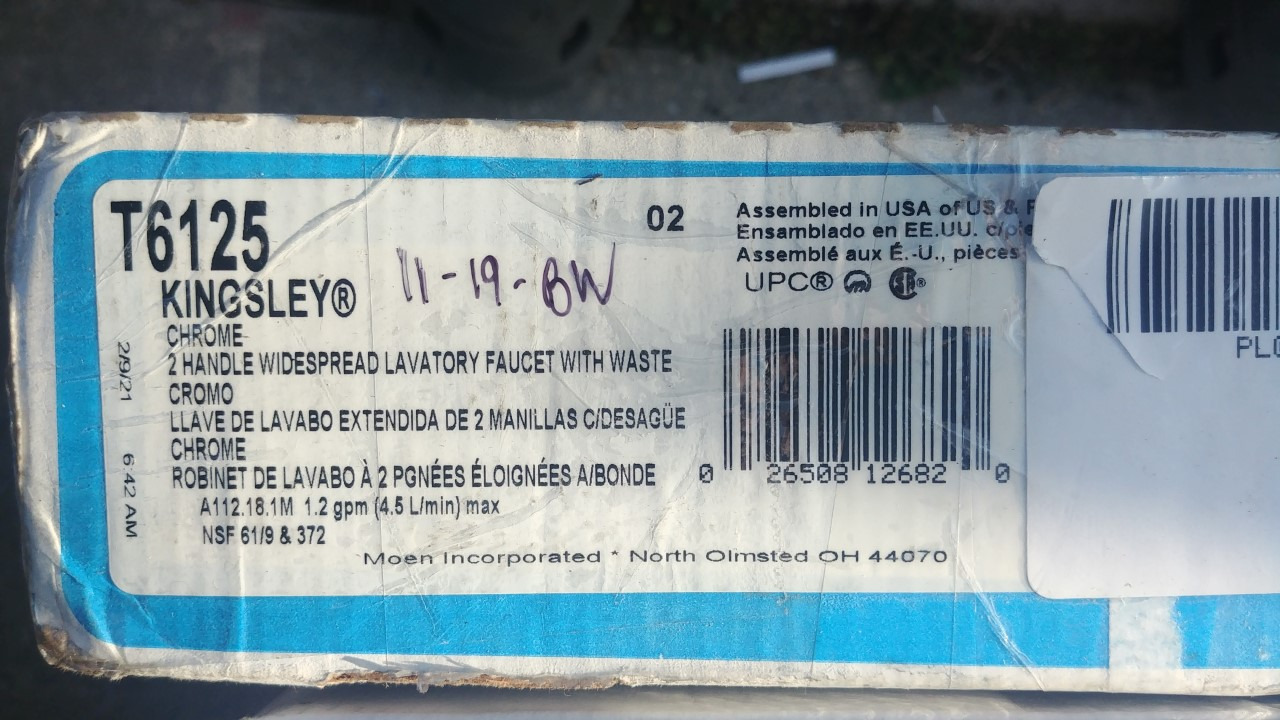 T6125
KINGSLEY®
11-19-BW
02
CHROME
2 HANDLE WIDESPREAD LAVATORY FAUCET WITH WASTE
CROMO
LLAVE DE LAVABO EXTENDIDA DE 2 MANILLAS C/DESAGÜE
CHROME
ROBINET DE LAVABO À 2 PGNÉES ÉLOIGNÉES A/BONDE
A112.18.1M 1.2 gpm (4.5 L/min) max
NSF 61/9 & 372
Moen Incorporated * North Olmsted OH 44070
2/9/21 6:42 AM
Assembled in USA of US & F
Ensamblado en EE.UU. c/pie
Assemblé aux É.-U., pièces
UPC®
0 26508 12682 0